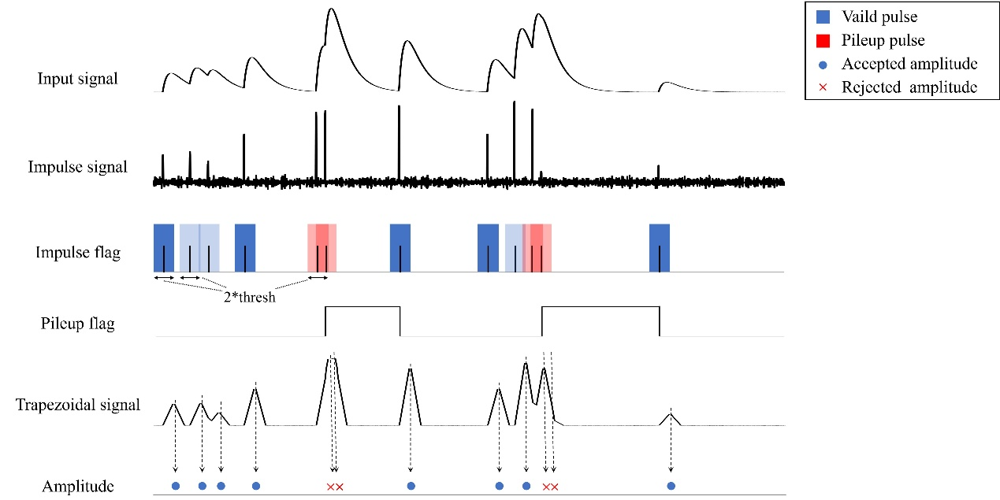 Vaild pulse
Pileup pulse
Accepted amplitude
Rejected amplitude
Input signal
Impulse signal
Impulse flag
2*thresh
Pileup flag
Trapezoidal signal
Amplitude